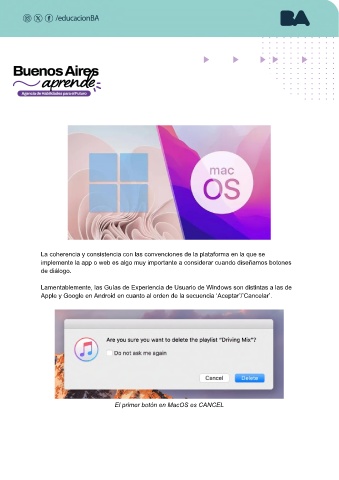 /educacionBA
BA
Buenos Aires
aprende
Agencia de Habilidades para el Futuro
mac
OS
La coherencia y consistencia con las convenciones de la plataforma en la que se
implemente la app o web es algo muy importante a considerar cuando diseñamos botones
de diálogo.
Lamentablemente, las Guías de Experiencia de Usuario de Windows son distintas a las de
Apple y Google en Android en cuanto al orden de la secuencia ‘Aceptar’/’Cancelar’.
Are you sure you want to delete the playlist “Driving Mix”?
Do not ask me again
Cancel Delete
El primer botón en MacOS es CANCEL